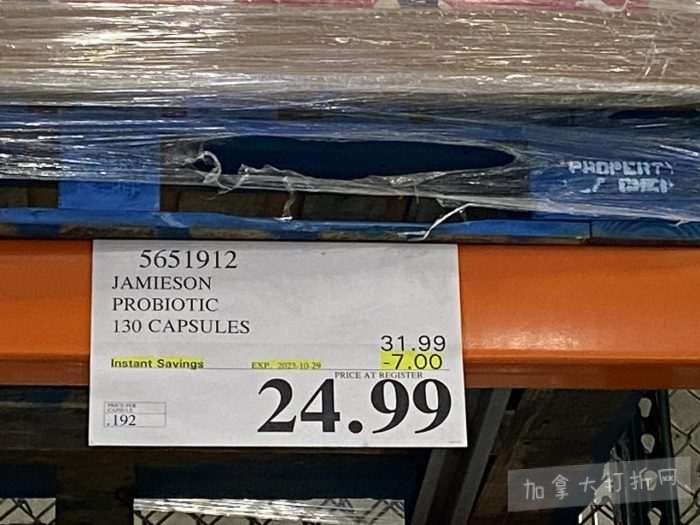 PROPERTY
5651912
JAMIESON
PROBIOTIC
130 CAPSULES
31.99
Instant Savings EXP. 2023-10-29 -7.00
PRICE AT REGISTER
24.99
PRICE PER
CAPSULE
.192
加拿大打折网